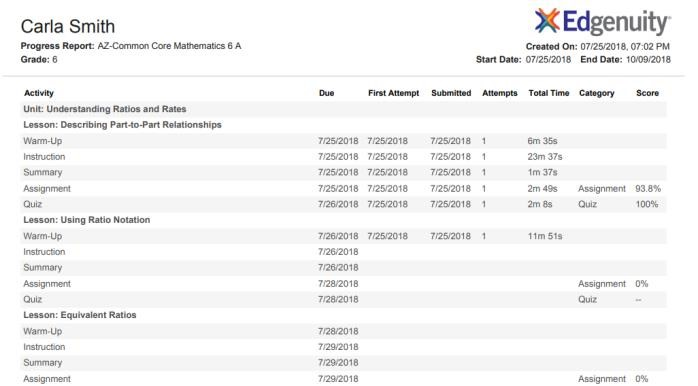 Carla Smith
Edgenuity
Progress Report: AZ-Common Core Mathematics 6 A
Created On: 07/25/2018, 07:02 PM
Grade: 6
Start Date: 07/25/2018 End Date: 10/09/2018
Activity Due First Attempt Submitted Attempts Total Time Category Score
Unit: Understanding Ratios and Rates
Lesson: Describing Part-to-Part Relationships
Warm-Up 7/25/2018 7/25/2018 7/25/2018 1 6m 35s
Instruction 7/25/2018 7/25/2018 7/25/2018 1 23m 37s
Summary 7/25/2018 7/25/2018 7/25/2018 1 1m 37s
Assignment 7/25/2018 7/25/2018 7/25/2018 1 2m 49s Assignment 93.8%
Quiz 7/26/2018 7/25/2018 7/25/2018 1 2m 8s Quiz 100%
Lesson: Using Ratio Notation
Warm-Up 7/26/2018 7/25/2018 7/25/2018 1 11m 51s
Instruction 7/26/2018
Summary 7/26/2018
Assignment 7/28/2018 Assignment 0%
Quiz 7/28/2018 Quiz --
Lesson: Equivalent Ratios
Warm-Up 7/28/2018
Instruction 7/29/2018
Summary 7/29/2018
Assignment 7/29/2018 Assignment 0%